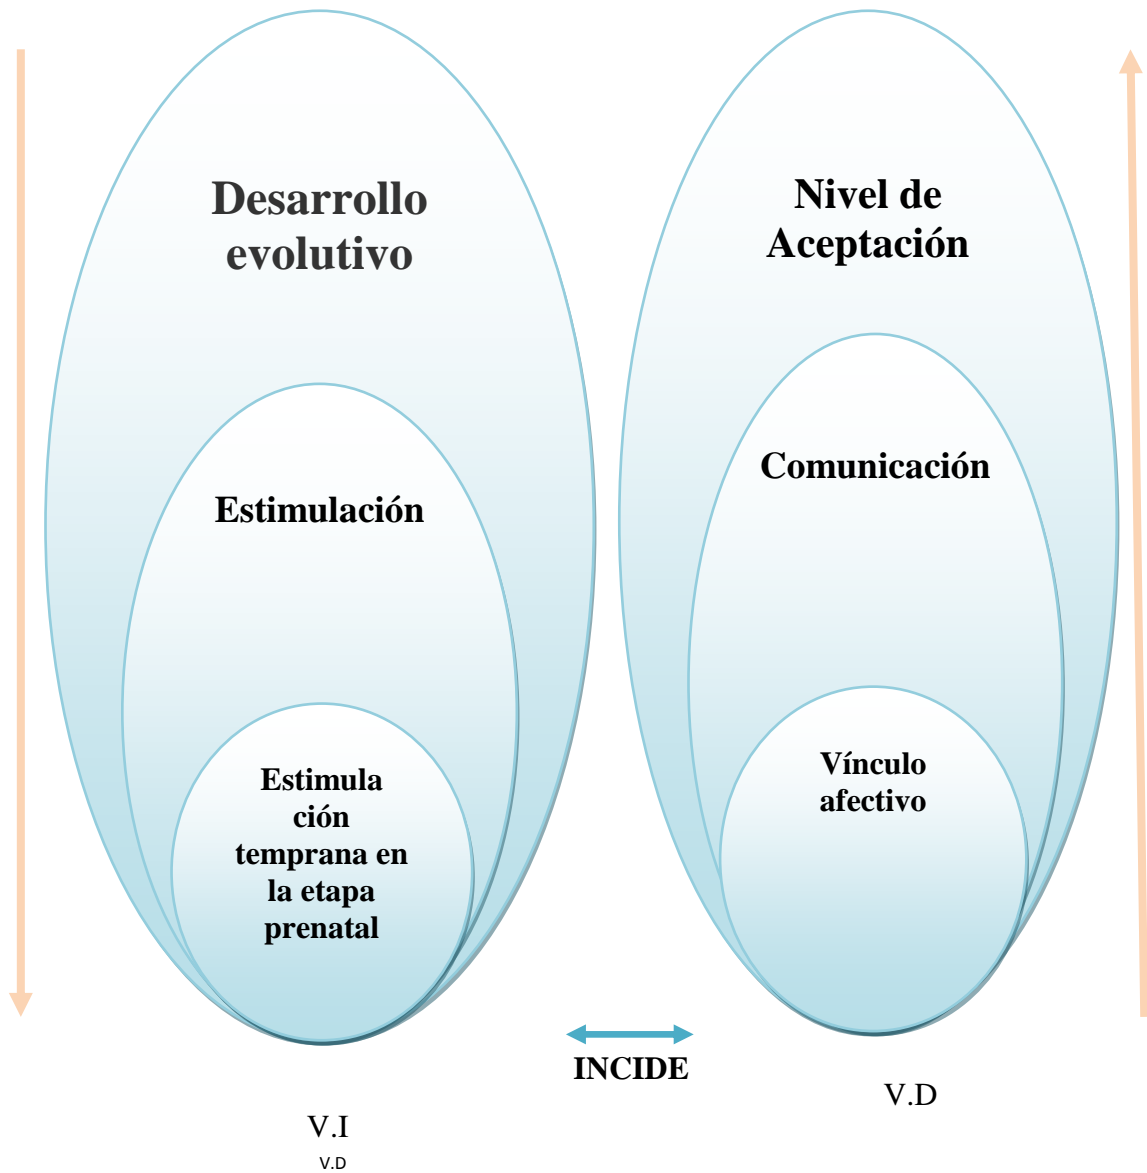 Desarrollo
evolutivo
Estimulación
Estimula
ción
temprana en
la etapa
prenatal
Nivel de
Aceptación
Comunicación
Vínculo
afectivo
INCIDE
V.D
V.I
V.D